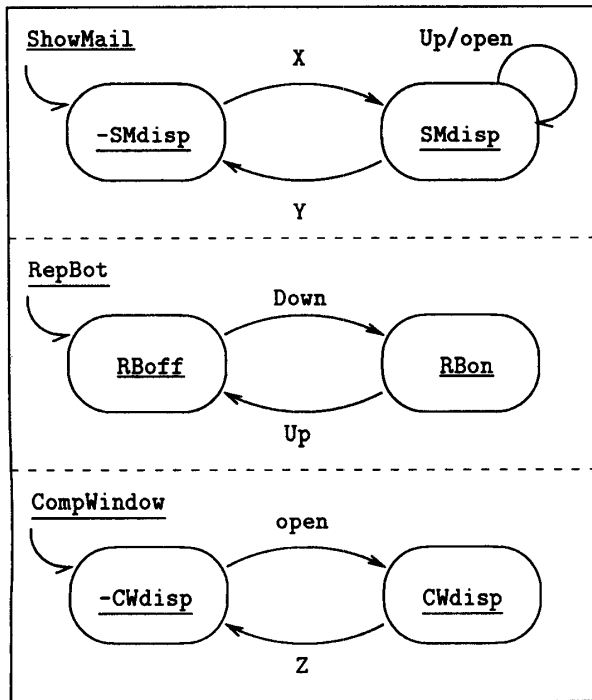 ShowMail
Up/open
X
-SMdisp
SMdisp
Y
RepBot
Down
RBoff
RBon
Up
CompWindow
open
-CWdisp
CWdisp
Z